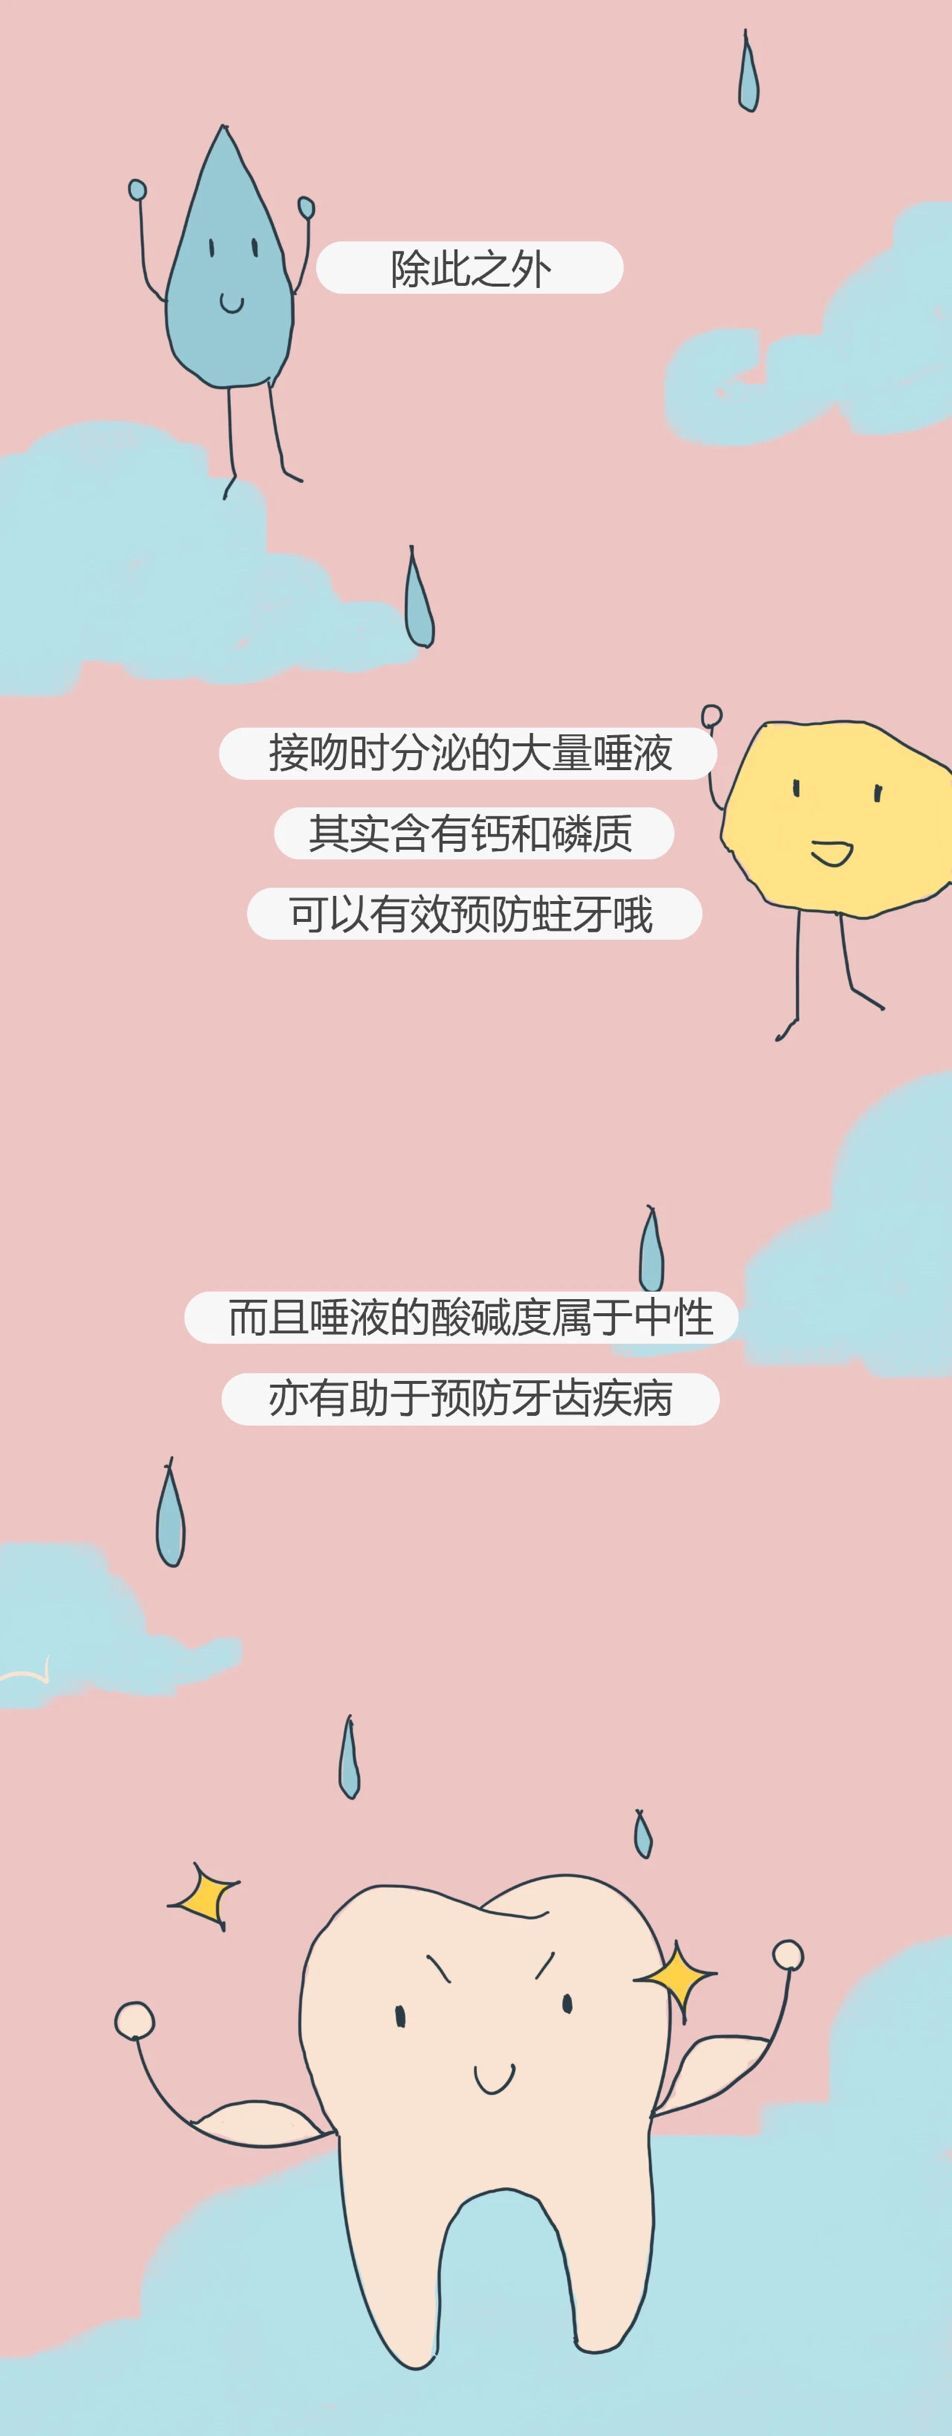 除此之外
接吻时分泌的大量唾液
其实含有钙和磷质
可以有效预防蛀牙哦
而且唾液的酸碱度属于中性
亦有助于预防牙齿疾病